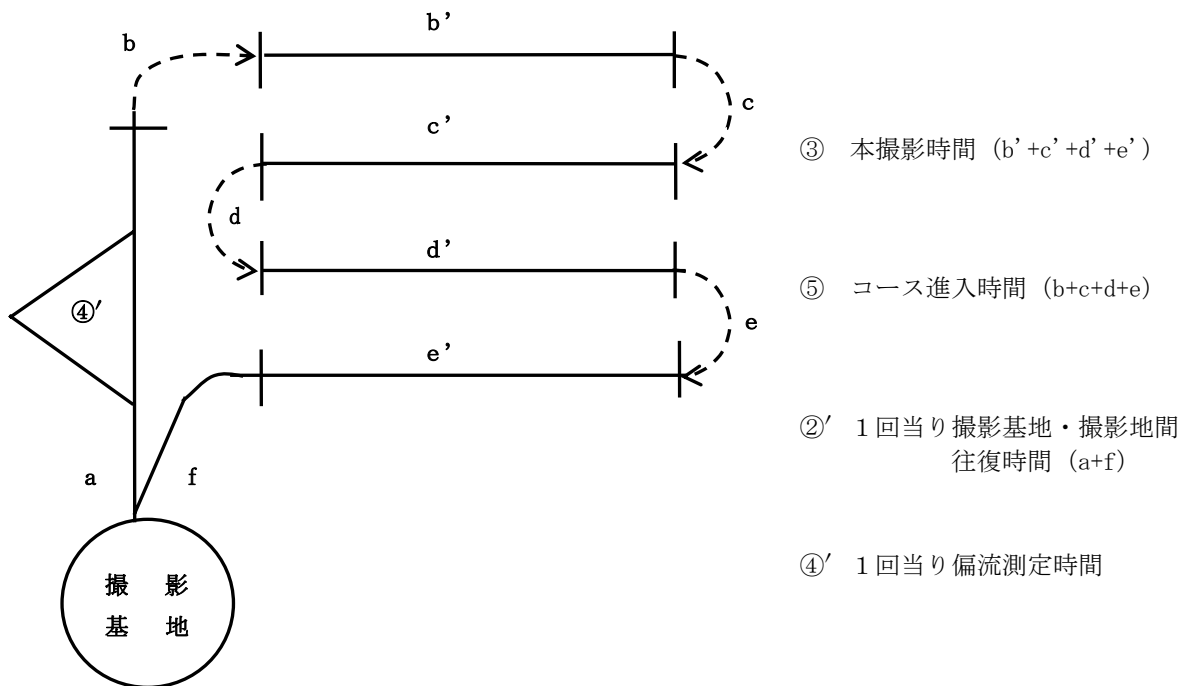 b
b’
c
c’
③ 本撮影時間（b’+c’+d’+e’）
d
d’
⑤ コース進入時間（b+c+d+e）
④′
e
e’
②′ １回当り撮影基地・撮影地間
往復時間（a+f）
a
f
④′ １回当り偏流測定時間
撮 影
基 地